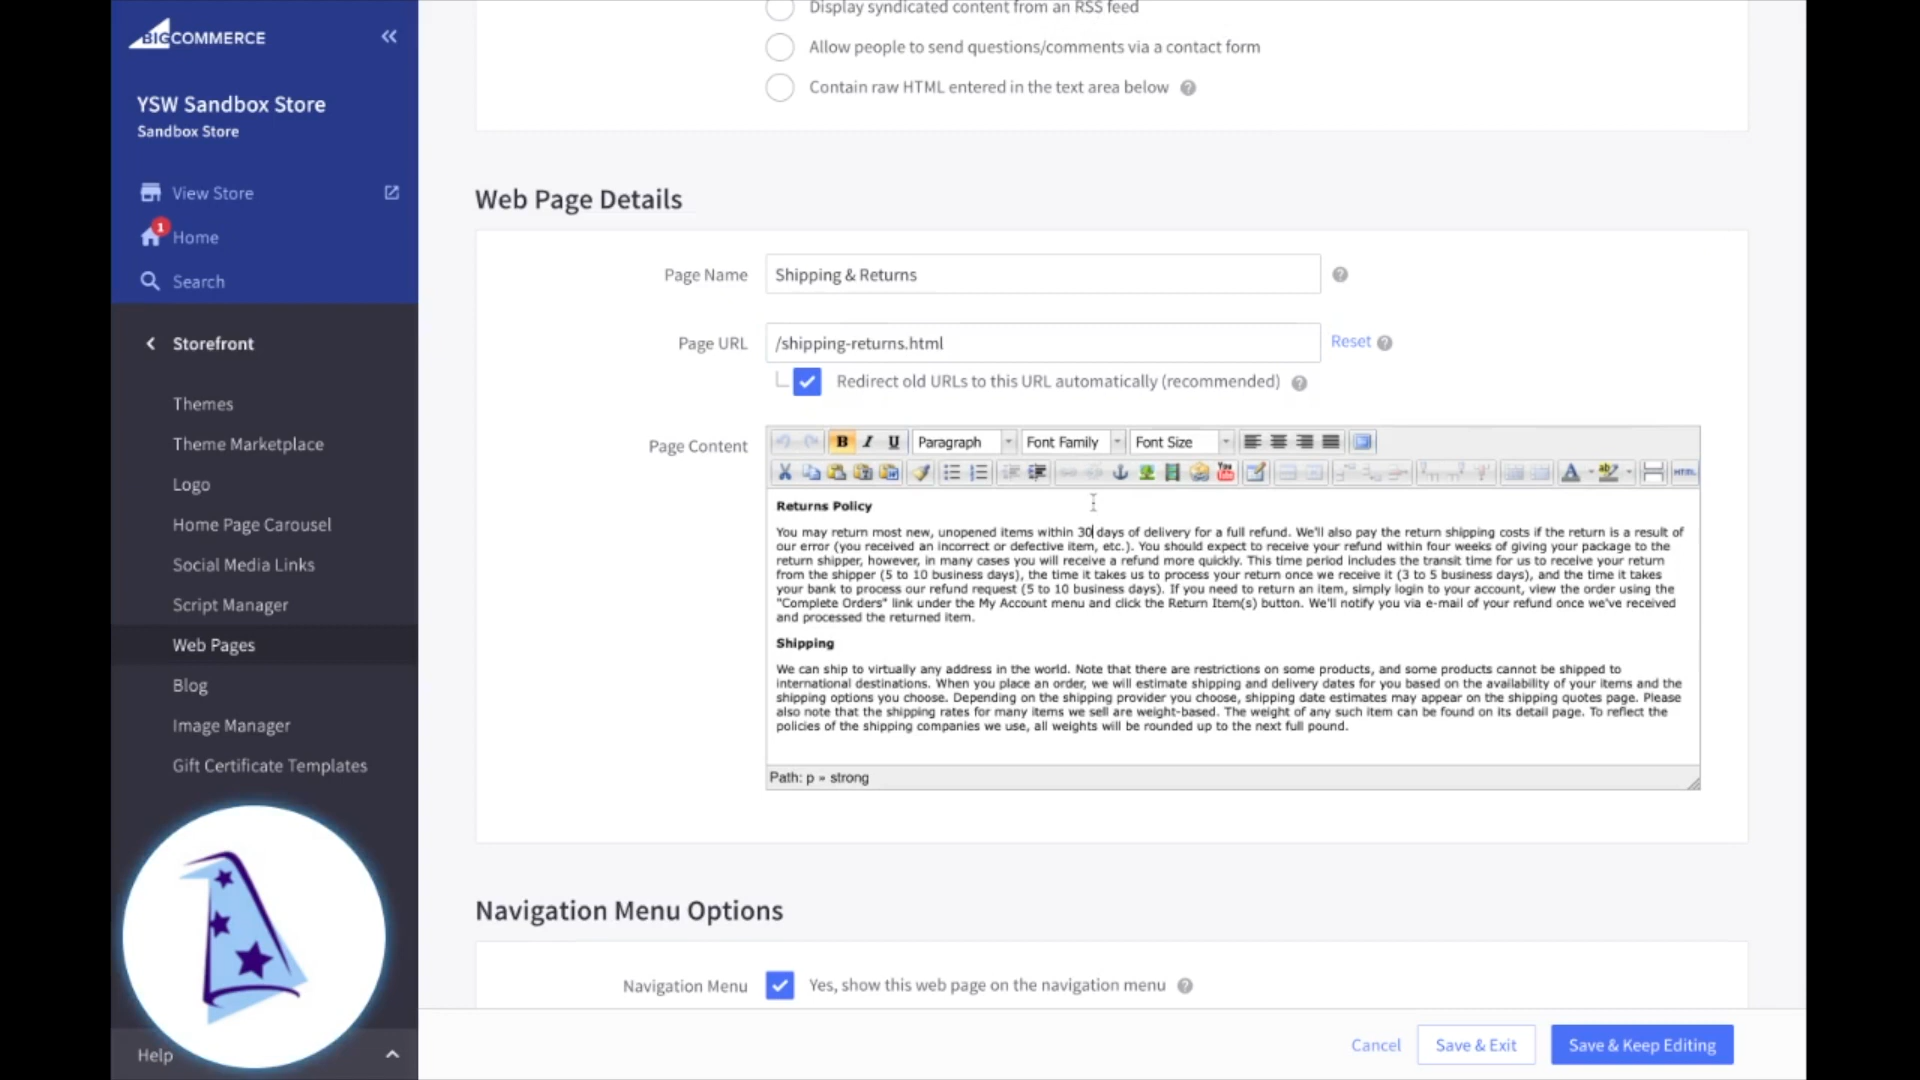 BIGCOMMERCE
YSW Sandbox Store
Sandbox Store
View Store
1
Home
Search
Storefront
Themes
Theme Marketplace
Logo
Home Page Carousel
Social Media Links
Script Manager
Web Pages
Blog
Image Manager
Gift Certificate Templates
Help
Display syndicated content from an RSS feed
Allow people to send questions/comments via a contact form
Contain raw HTML entered in the text area below
Web Page Details
Page Name
Shipping & Returns
Page URL
/shipping-returns.html
Reset
Redirect old URLs to this URL automatically (recommended)
Page Content
B I U Paragraph Font Family Font Size
A ab You HTML
Returns Policy
You may return most new, unopened items within 30 days of delivery for a full refund. We'll also pay the return shipping costs if the return is a result of
our error (you received an incorrect or defective item, etc.). You should expect to receive your refund within four weeks of giving your package to the
return shipper, however, in many cases you will receive a refund more quickly. This time period includes the transit time for us to receive your return
from the shipper (5 to 10 business days), the time it takes us to process your return once we receive it (3 to 5 business days), and the time it takes
your bank to process our refund request (5 to 10 business days). If you need to return an item, simply login to your account, view the order using the
"Complete Orders" link under the My Account menu and click the Return Item(s) button. We'll notify you via e-mail of your refund once we've received
and processed the returned item.
Shipping
We can ship to virtually any address in the world. Note that there are restrictions on some products, and some products cannot be shipped to
international destinations. When you place an order, we will estimate shipping and delivery dates for you based on the availability of your items and the
shipping options you choose. Depending on the shipping provider you choose, shipping date estimates may appear on the shipping quotes page. Please
also note that the shipping rates for many items we sell are weight-based. The weight of any such item can be found on its detail page. To reflect the
policies of the shipping companies we use, all weights will be rounded up to the next full pound.
Path: p » strong
Navigation Menu Options
Navigation Menu
Yes, show this web page on the navigation menu
Cancel
Save & Exit
Save & Keep Editing